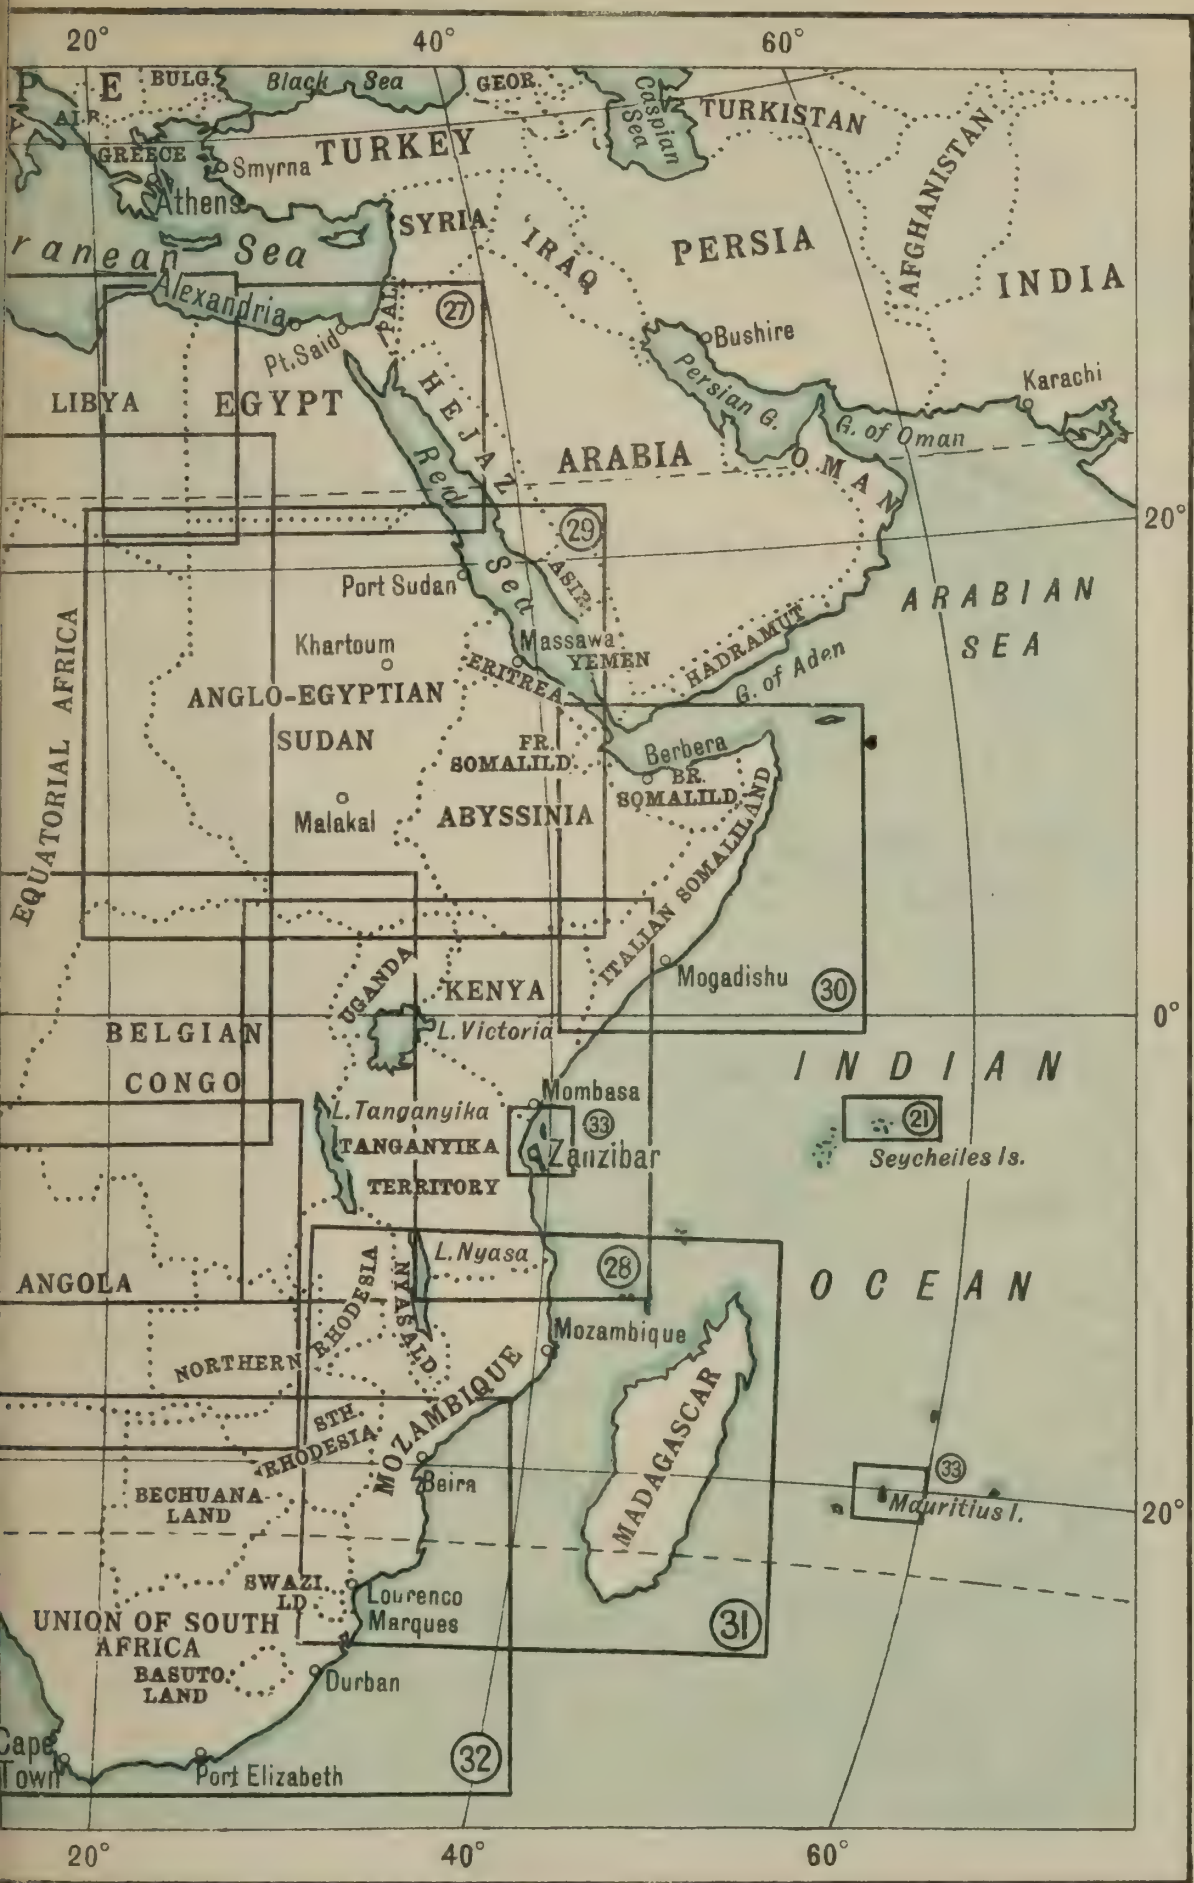 20° 40° 60°
P E BULG. Black Sea GEOR. Caspian Sea TURKISTAN
ALB.
GREECE Smyrna TURKEY AFGHANISTAN
Athens
SYRIA 'IRĀQ PERSIA
ranean Sea INDIA
Alexandria PAL. 27
Pt. Said Bushire
Persian G. Karachi
LIBYA EGYPT HEJAZ G. of Oman
Red Sea ARABIA OMAN
29 20°
Port Sudan ASIR ARABIAN
SEA
Khartoum Massawa HADRAMUT
YEMEN
ERITREA G. of Aden
EQUATORIAL AFRICA
ANGLO-EGYPTIAN
SUDAN FR. Berbera
SOMALILD. BR.
SOMALILD.
Malakal ABYSSINIA
ITALIAN SOMALILAND
UGANDA KENYA Mogadishu 30
L. Victoria 0°
BELGIAN
CONGO INDIAN
Mombasa
L. Tanganyika 33 21
TANGANYIKA Zanzibar Seychelles Is.
TERRITORY
L. Nyasa 28
ANGOLA NYASALD. OCEAN
NORTHERN RHODESIA Mozambique
MOZAMBIQUE MADAGASCAR
STH.
RHODESIA 33
Beira Mauritius I.
BECHUANA-
LAND 20°
SWAZI.
LD. Lourenco
Marques
UNION OF SOUTH
AFRICA 31
BASUTO.
LAND Durban
Cape
Town Port Elizabeth 32
20° 40° 60°